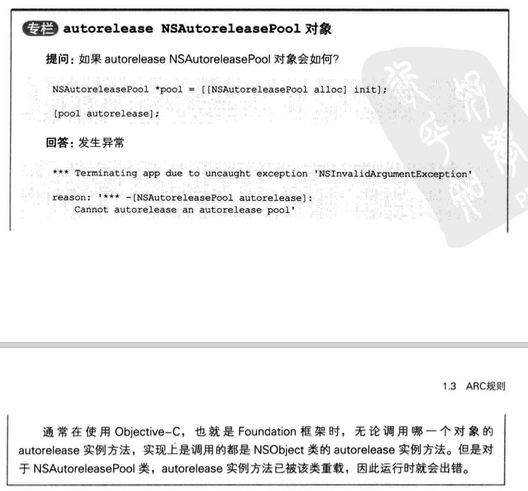 专栏 autorelease NSAutoreleasePool 对象
提问：如果 autorelease NSAutoreleasePool 对象会如何？
NSAutoreleasePool *pool = [[NSAutoreleasePool alloc] init];
[pool autorelease];
回答：发生异常
*** Terminating app due to uncaught exception 'NSInvalidArgumentException'
reason: '*** -[NSAutoreleasePool autorelease]:
Cannot autorelease an autorelease pool'
1.3 ARC规则
通常在使用 Objective-C，也就是 Foundation 框架时，无论调用哪一个对象的
autorelease 实例方法，实现上是调用的都是 NSObject 类的 autorelease 实例方法。但是对
于 NSAutoreleasePool 类，autorelease 实例方法已被该类重载，因此运行时就会出错。